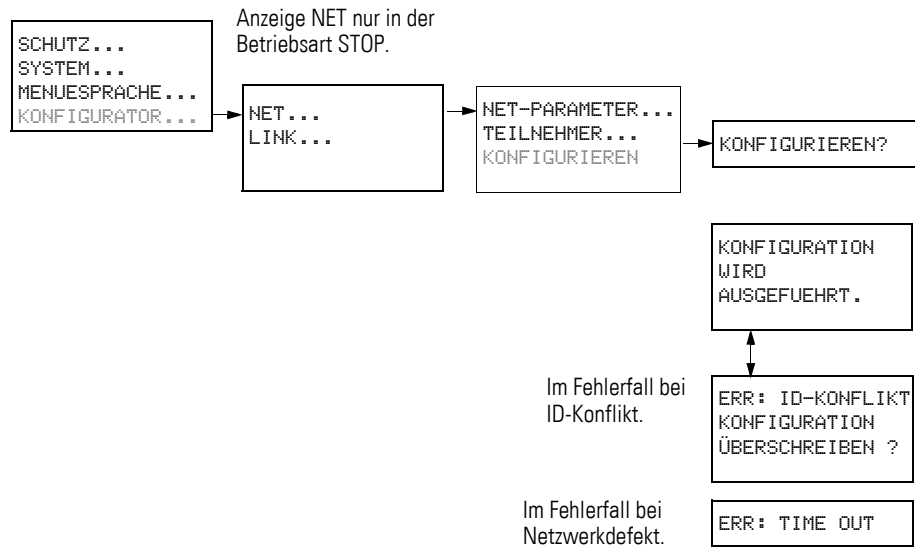 Anzeige NET nur in der
Betriebsart STOP.
SCHUTZ...
SYSTEM...
MENUESPRACHE...
KONFIGURATOR...
NET...
LINK...
NET-PARAMETER...
TEILNEHMER...
KONFIGURIEREN
KONFIGURIEREN?
KONFIGURATION
WIRD
AUSGEFUEHRT.
Im Fehlerfall bei
ID-Konflikt.
ERR: ID-KONFLIKT
KONFIGURATION
ÜBERSCHREIBEN ?
Im Fehlerfall bei
Netzwerkdefekt.
ERR: TIME OUT